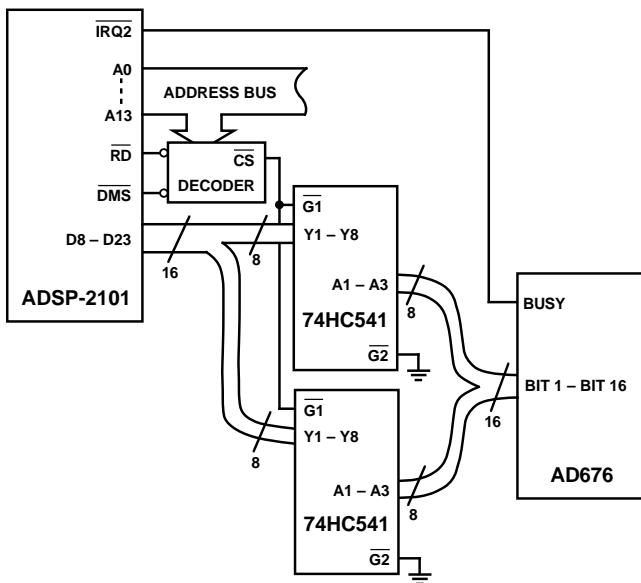 IRQ2
A0
ADDRESS BUS
A13
RD
CS
DECODER
DMS
D8 – D23
16
8
ADSP-2101
G1
Y1 – Y8
A1 – A3
8
74HC541
G2
BUSY
BIT 1 – BIT 16
16
AD676
G1
Y1 – Y8
8
A1 – A3
8
74HC541
G2